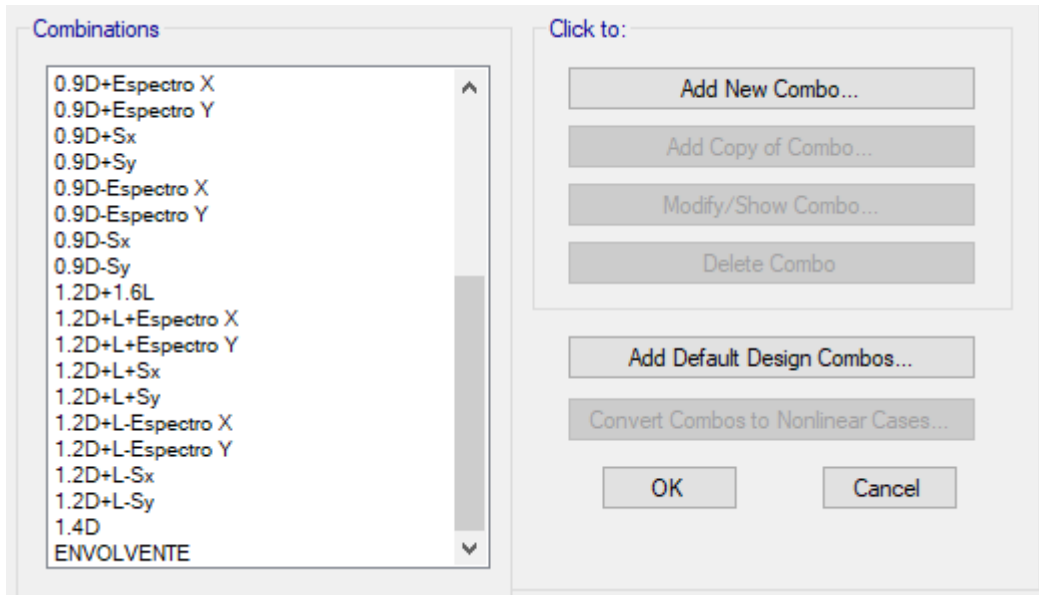 Combinations
0.9D+Espectro X
0.9D+Espectro Y
0.9D+Sx
0.9D+Sy
0.9D-Espectro X
0.9D-Espectro Y
0.9D-Sx
0.9D-Sy
1.2D+1.6L
1.2D+L+Espectro X
1.2D+L+Espectro Y
1.2D+L+Sx
1.2D+L+Sy
1.2D+L-Espectro X
1.2D+L-Espectro Y
1.2D+L-Sx
1.2D+L-Sy
1.4D
ENVOLVENTE
Click to:
Add New Combo...
Add Copy of Combo...
Modify/Show Combo...
Delete Combo
Add Default Design Combos...
Convert Combos to Nonlinear Cases...
OK
Cancel